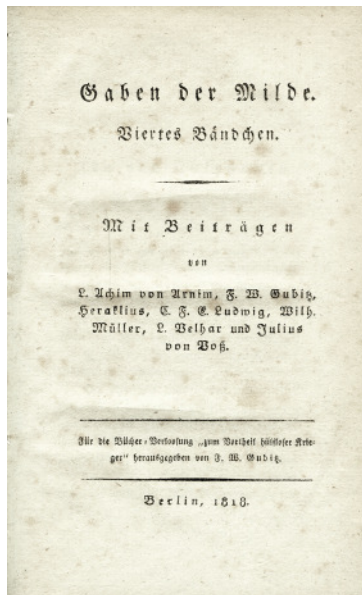 Gaben der Milde.
Viertes Bändchen.
Mit Beiträgen
von
L. Achim von Arnim, F. W. Gubitz,
Heraklius, C. F. E. Ludwig, Wilh.
Müller, L. Velhar und Julius
von Voß.
Für die Bücher-Verloosung „zum Vortheil hülfloser Krie-
ger“ herausgegeben von F. W. Gubitz.
Berlin, 1818.